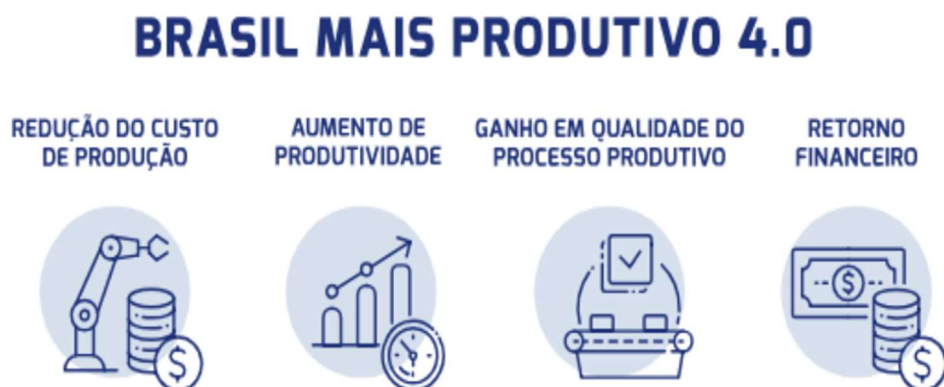 BRASIL MAIS PRODUTIVO 4.0
REDUÇÃO DO CUSTO
DE PRODUÇÃO
AUMENTO DE
PRODUTIVIDADE
GANHO EM QUALIDADE DO
PROCESSO PRODUTIVO
RETORNO
FINANCEIRO
$
$
$